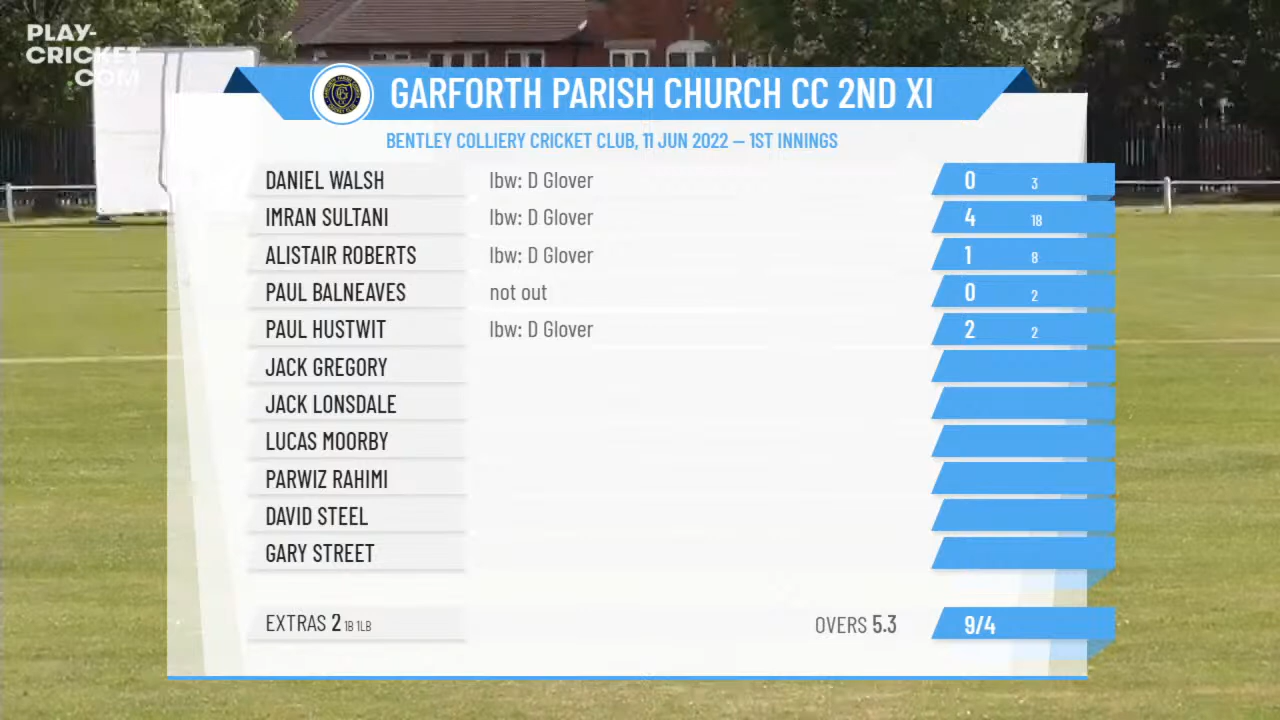 PLAY-
CRICKET
.COM
GARFORTH PARISH CHURCH CC 2ND XI
BENTLEY COLLIERY CRICKET CLUB, 11 JUN 2022 – 1ST INNINGS
DANIEL WALSH lbw: D Glover 0 3
IMRAN SULTANI lbw: D Glover 4 18
ALISTAIR ROBERTS lbw: D Glover 1 8
PAUL BALNEAVES not out 0 2
PAUL HUSTWIT lbw: D Glover 2 2
JACK GREGORY
JACK LONSDALE
LUCAS MOORBY
PARWIZ RAHIMI
DAVID STEEL
GARY STREET
EXTRAS 2 1B 1LB OVERS 5.3 9/4